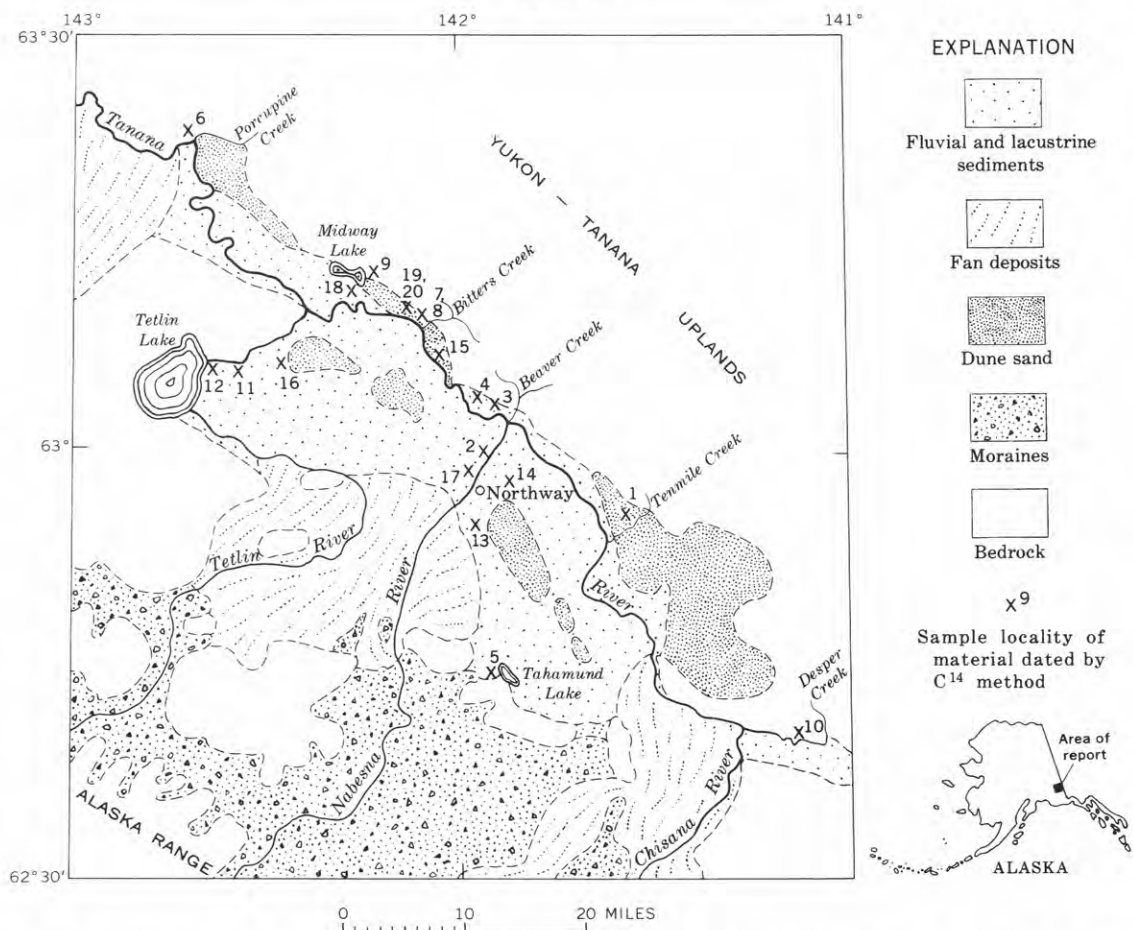 143°
142°
141°
63°30'
Tanana
6
Porcupine
Creek
YUKON – TANANA UPLANDS
Midway
Lake
9
18
19,
20
7,
8
Bitters Creek
15
Tetlin
Lake
12
11
16
4
3
Beaver Creek
63°
2
17
14
Northway
1
Tenmile Creek
13
Tetlin River
River
River
5
Tahamund
Lake
Desper
Creek
10
Nabesna
Chisana River
ALASKA RANGE
62°30'
0 10 20 MILES
EXPLANATION
Fluvial and lacustrine
sediments
Fan deposits
Dune sand
Moraines
Bedrock
x9
Sample locality of
material dated by
C14 method
Area of
report
ALASKA